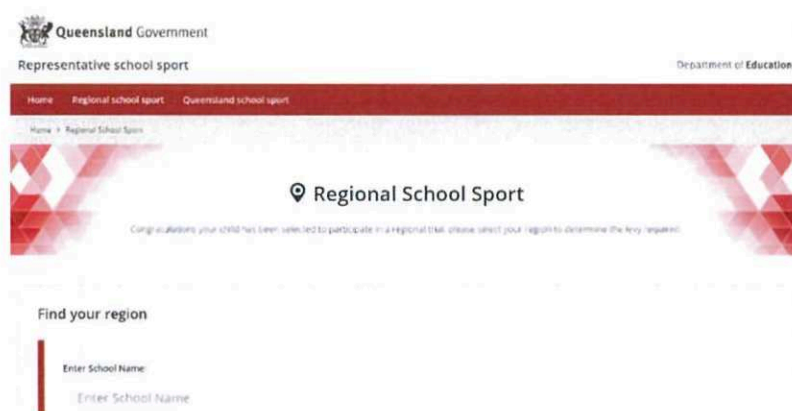 Queensland Government
Representative school sport
Department of Education
Home Regional school sport Queensland school sport
Home > Regional School Sport
Regional School Sport
Congratulations your child has been selected to participate in a regional trial, please select your region to determine the levy required.
Find your region
Enter School Name
Enter School Name